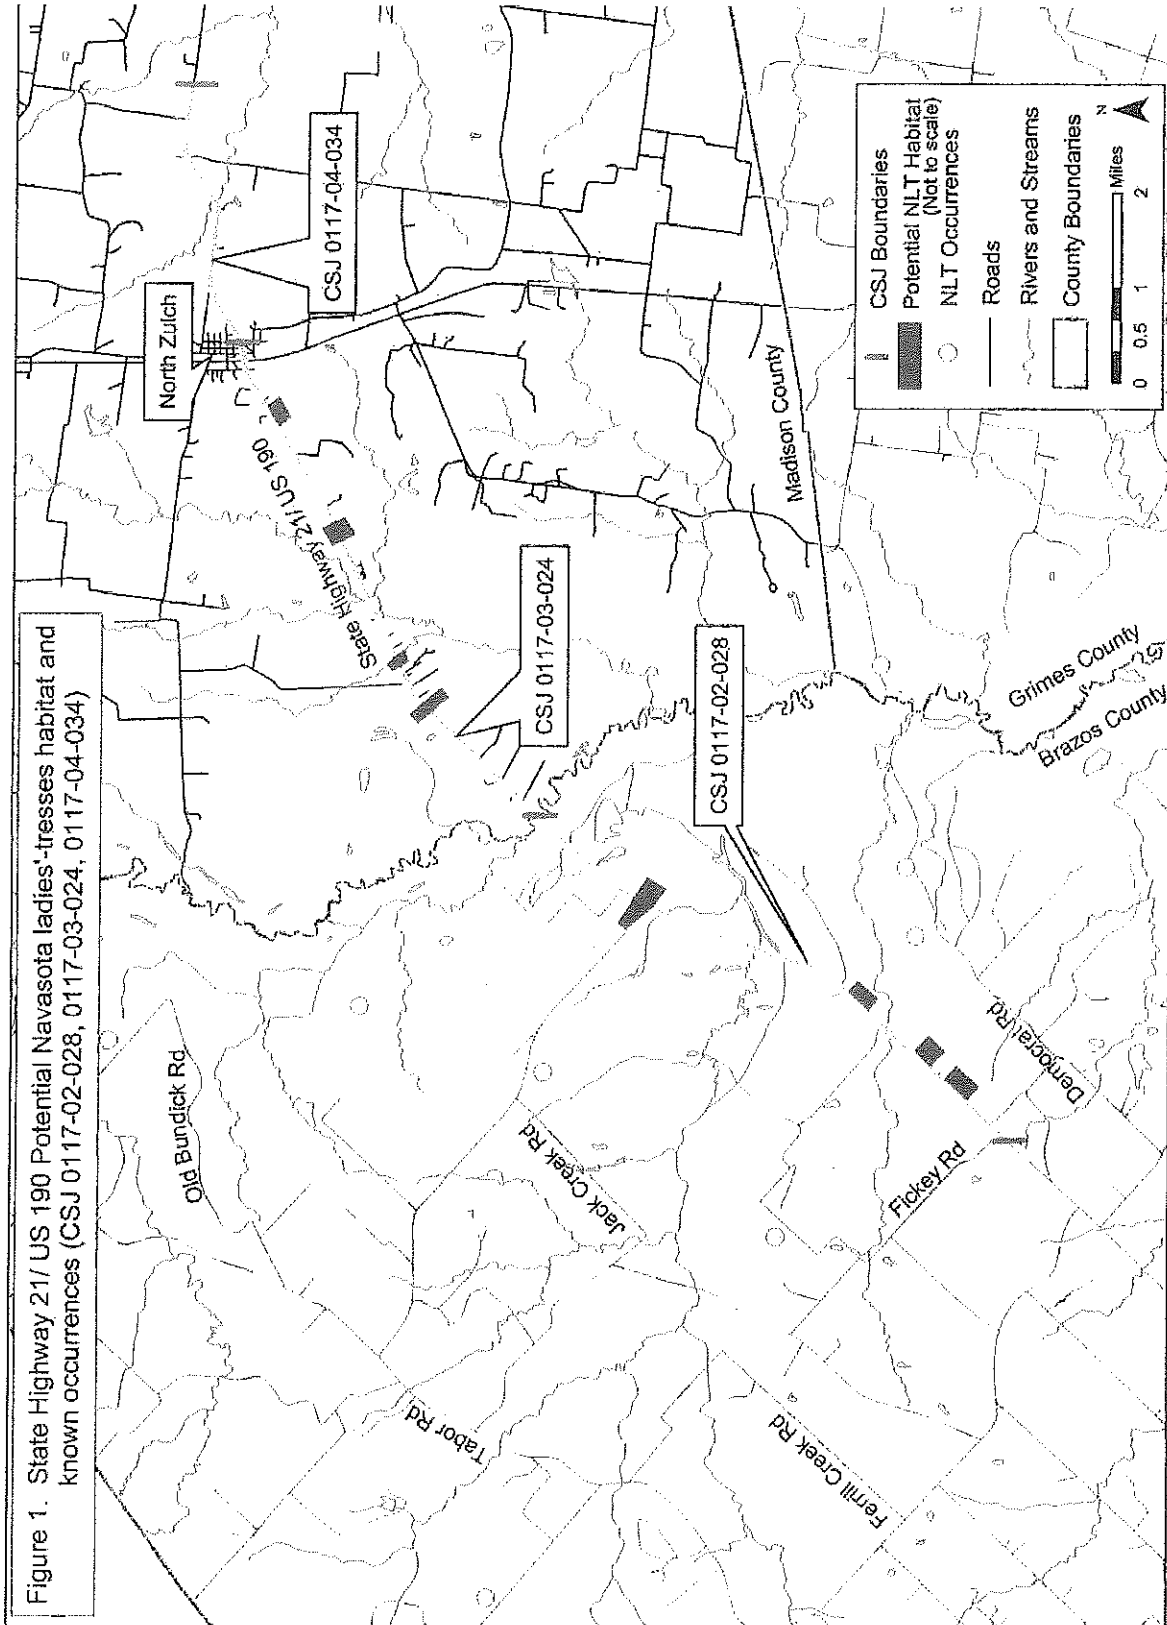 Figure 1.  State Highway 21/ US 190 Potential Navasota ladies'-tresses habitat and
known occurrences (CSJ 0117-02-028, 0117-03-024, 0117-04-034)
North Zulch
CSJ 0117-04-034
State Highway 21/ US 190
CSJ 0117-03-024
CSJ 0117-02-028
Old Bundick Rd
Jack Creek Rd
Tabor Rd
Ferrill Creek Rd
Fickey Rd
Democrat Rd
Madison County
Grimes County
Brazos County
CSJ Boundaries
Potential NLT Habitat
(Not to scale)
NLT Occurrences
Roads
Rivers and Streams
County Boundaries
N
Miles
0 0.5 1 2